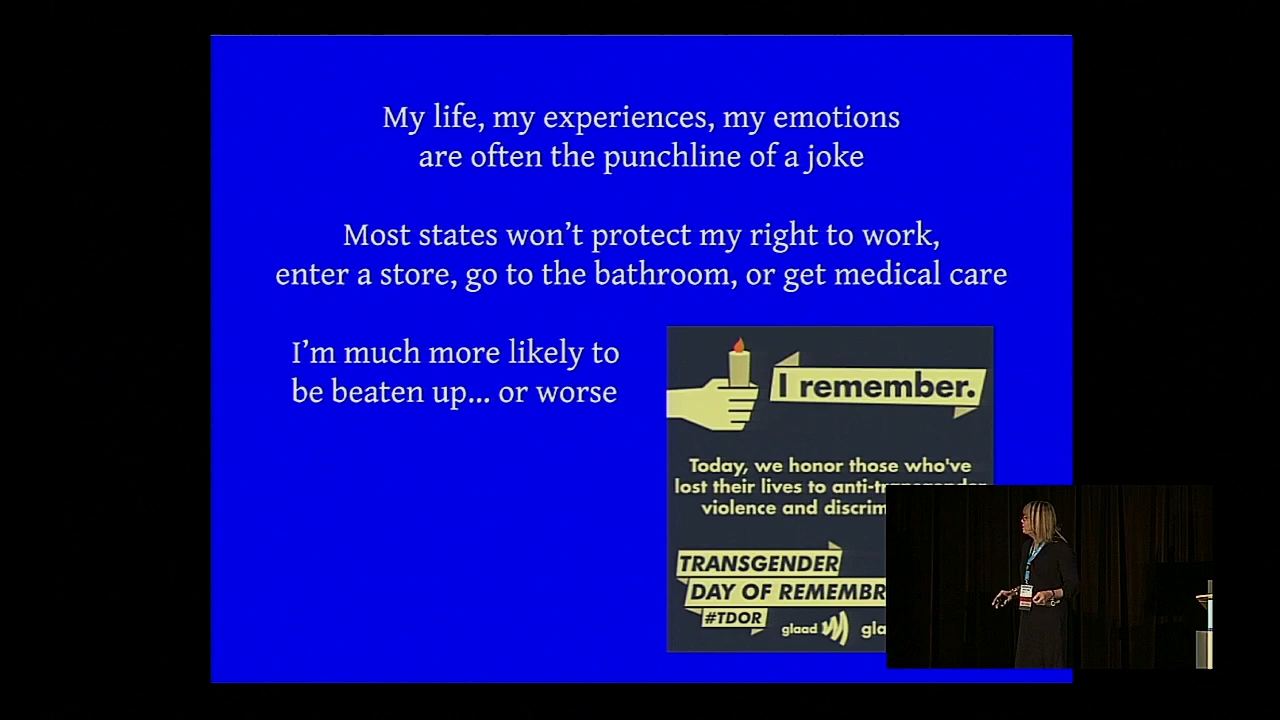 My life, my experiences, my emotions
are often the punchline of a joke
Most states won't protect my right to work,
enter a store, go to the bathroom, or get medical care
I'm much more likely to
be beaten up... or worse
I remember.
Today, we honor those who've
lost their lives to
violence and
TRANSGENDER
DAY OF
#TDOR
glaad